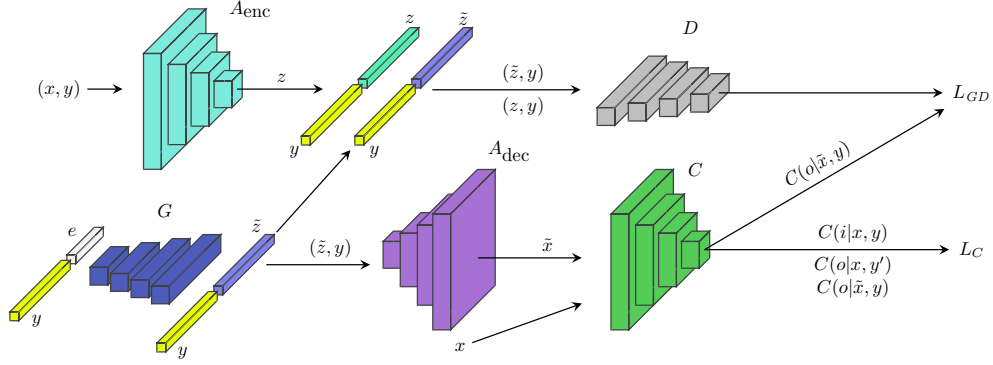 A_enc
z
z̃
D
(x, y)
z
(z̃, y)
(z, y)
L_GD
y
y
A_dec
C(o|x̃, y)
C
G
e
z̃
(z̃, y)
x̃
C(i|x, y)
L_C
C(o|x, y′)
C(o|x̃, y)
y
y
x